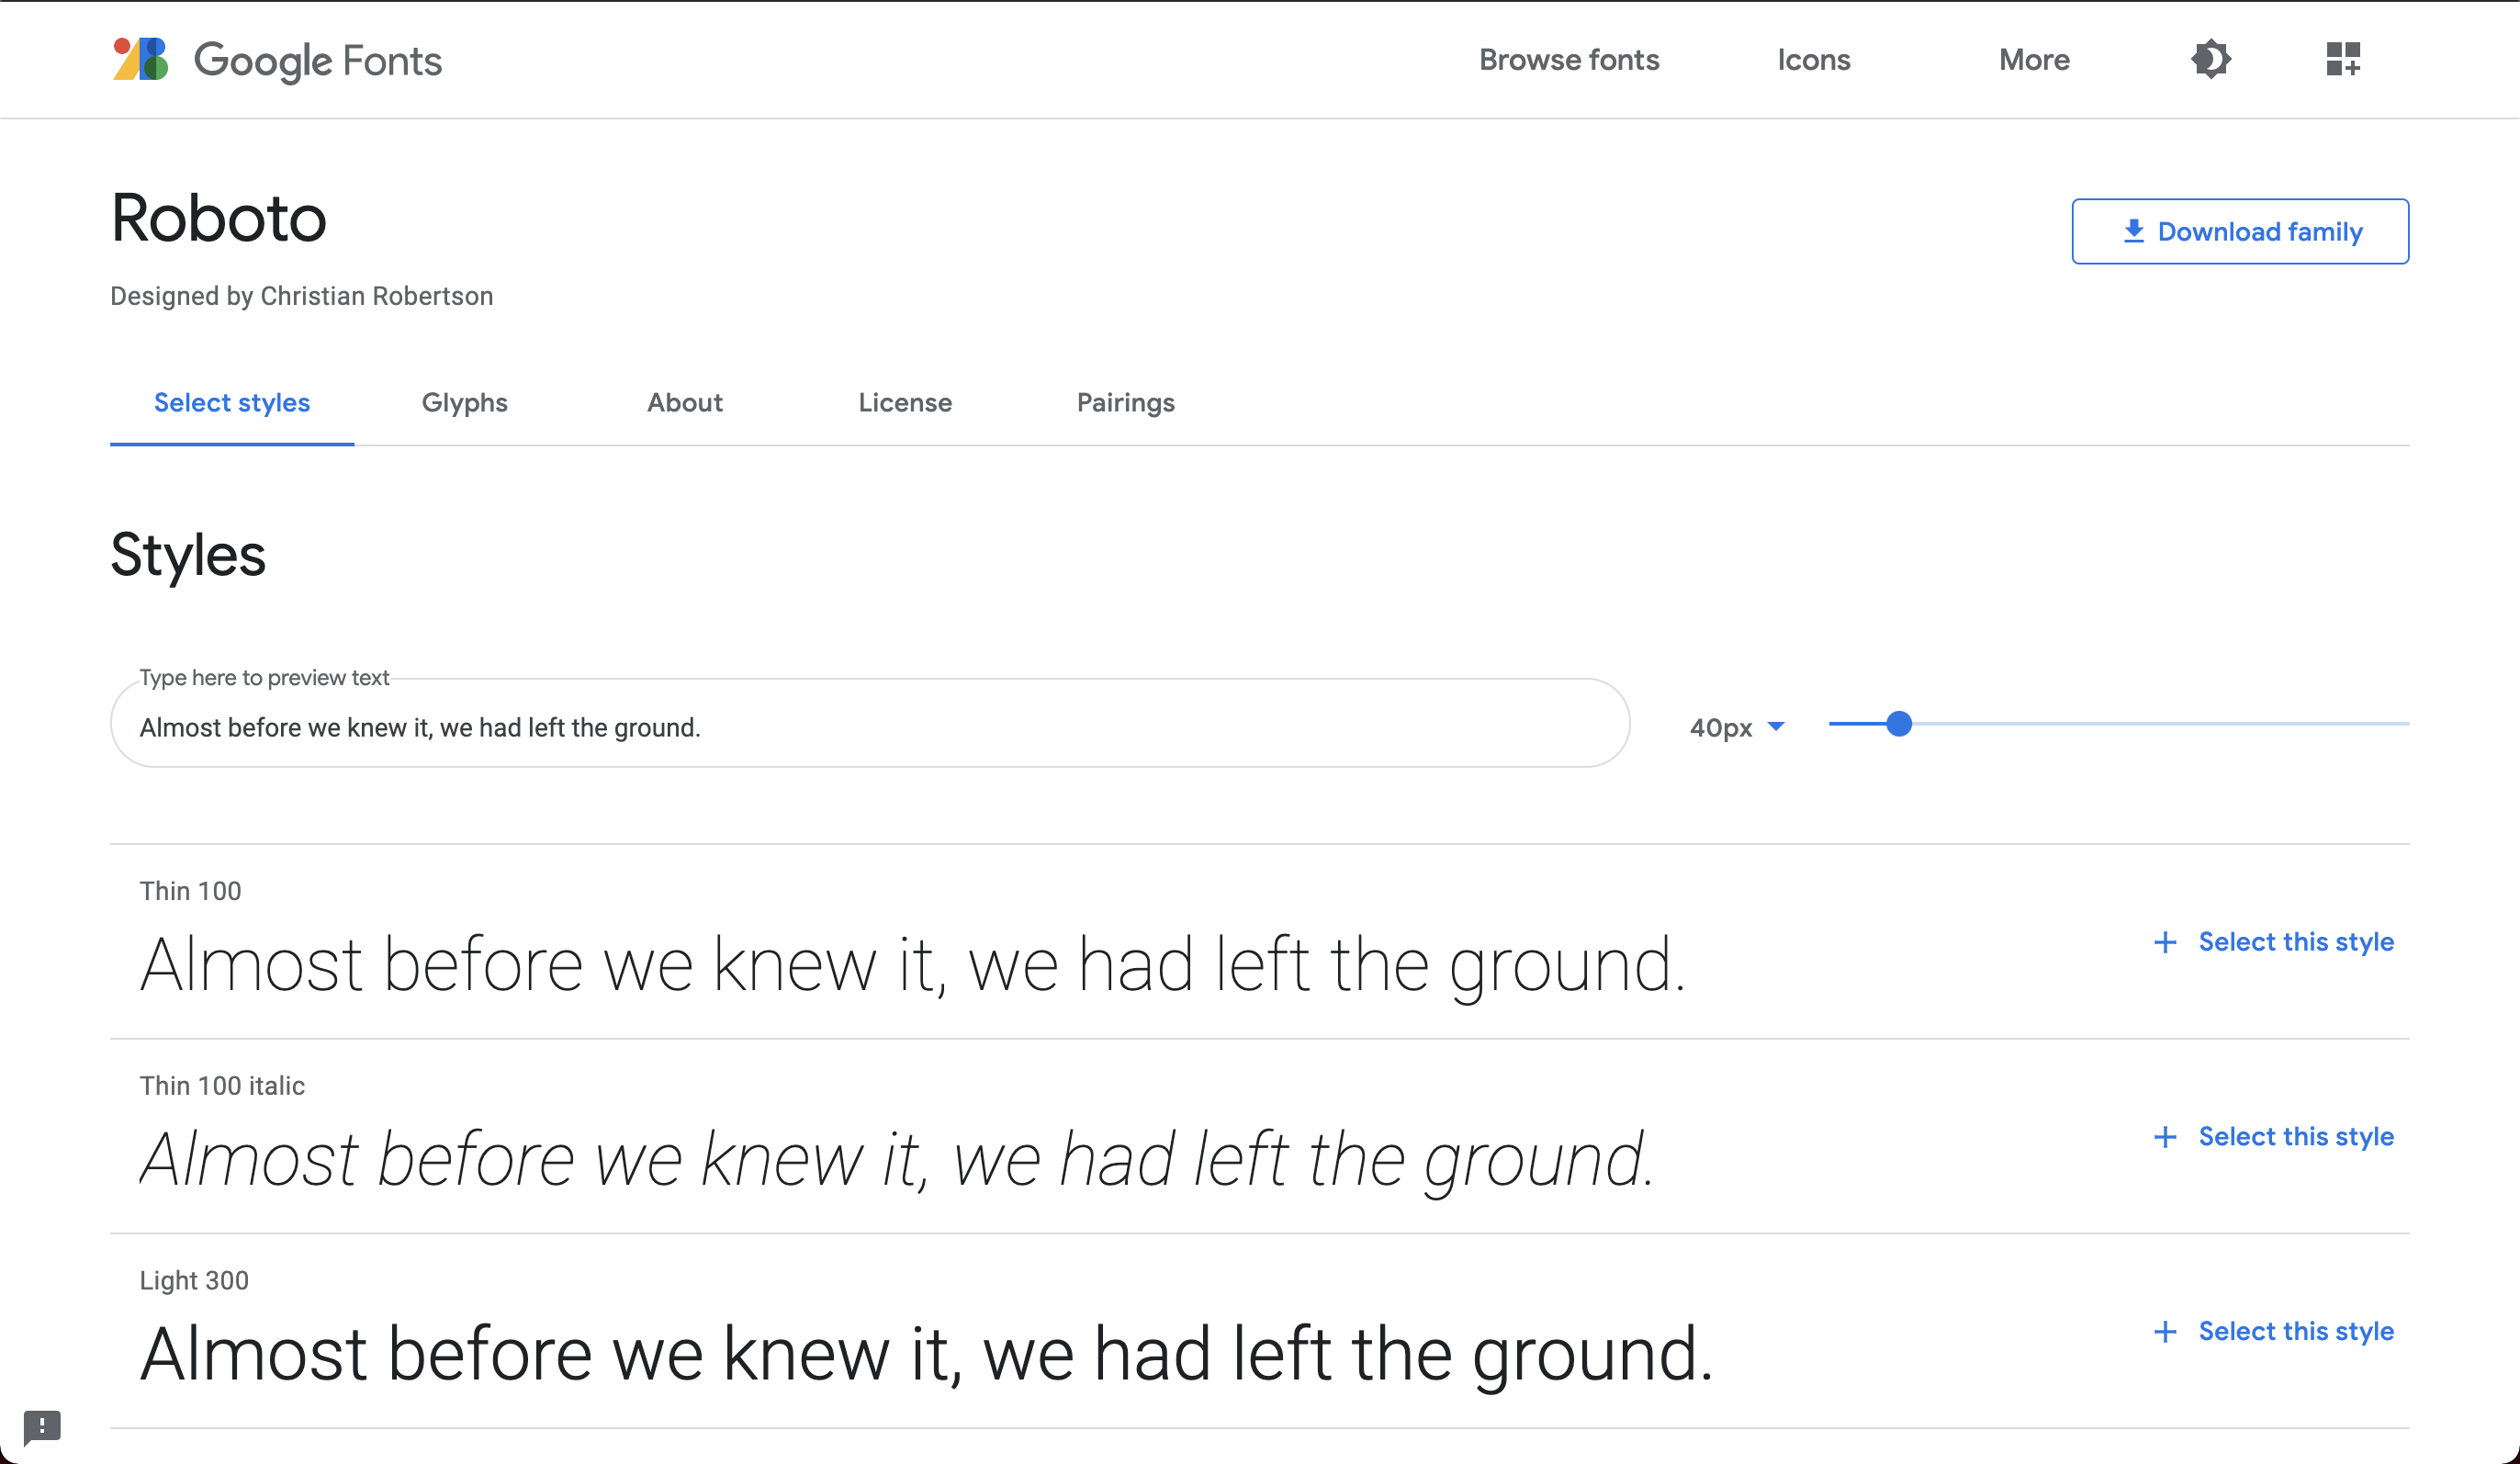 Google Fonts
Browse fonts
Icons
More
Roboto
Download family
Designed by Christian Robertson
Select styles
Glyphs
About
License
Pairings
Styles
Type here to preview text
Almost before we knew it, we had left the ground.
40px
Thin 100
Almost before we knew it, we had left the ground.
Select this style
Thin 100 italic
Almost before we knew it, we had left the ground.
Select this style
Light 300
Almost before we knew it, we had left the ground.
Select this style